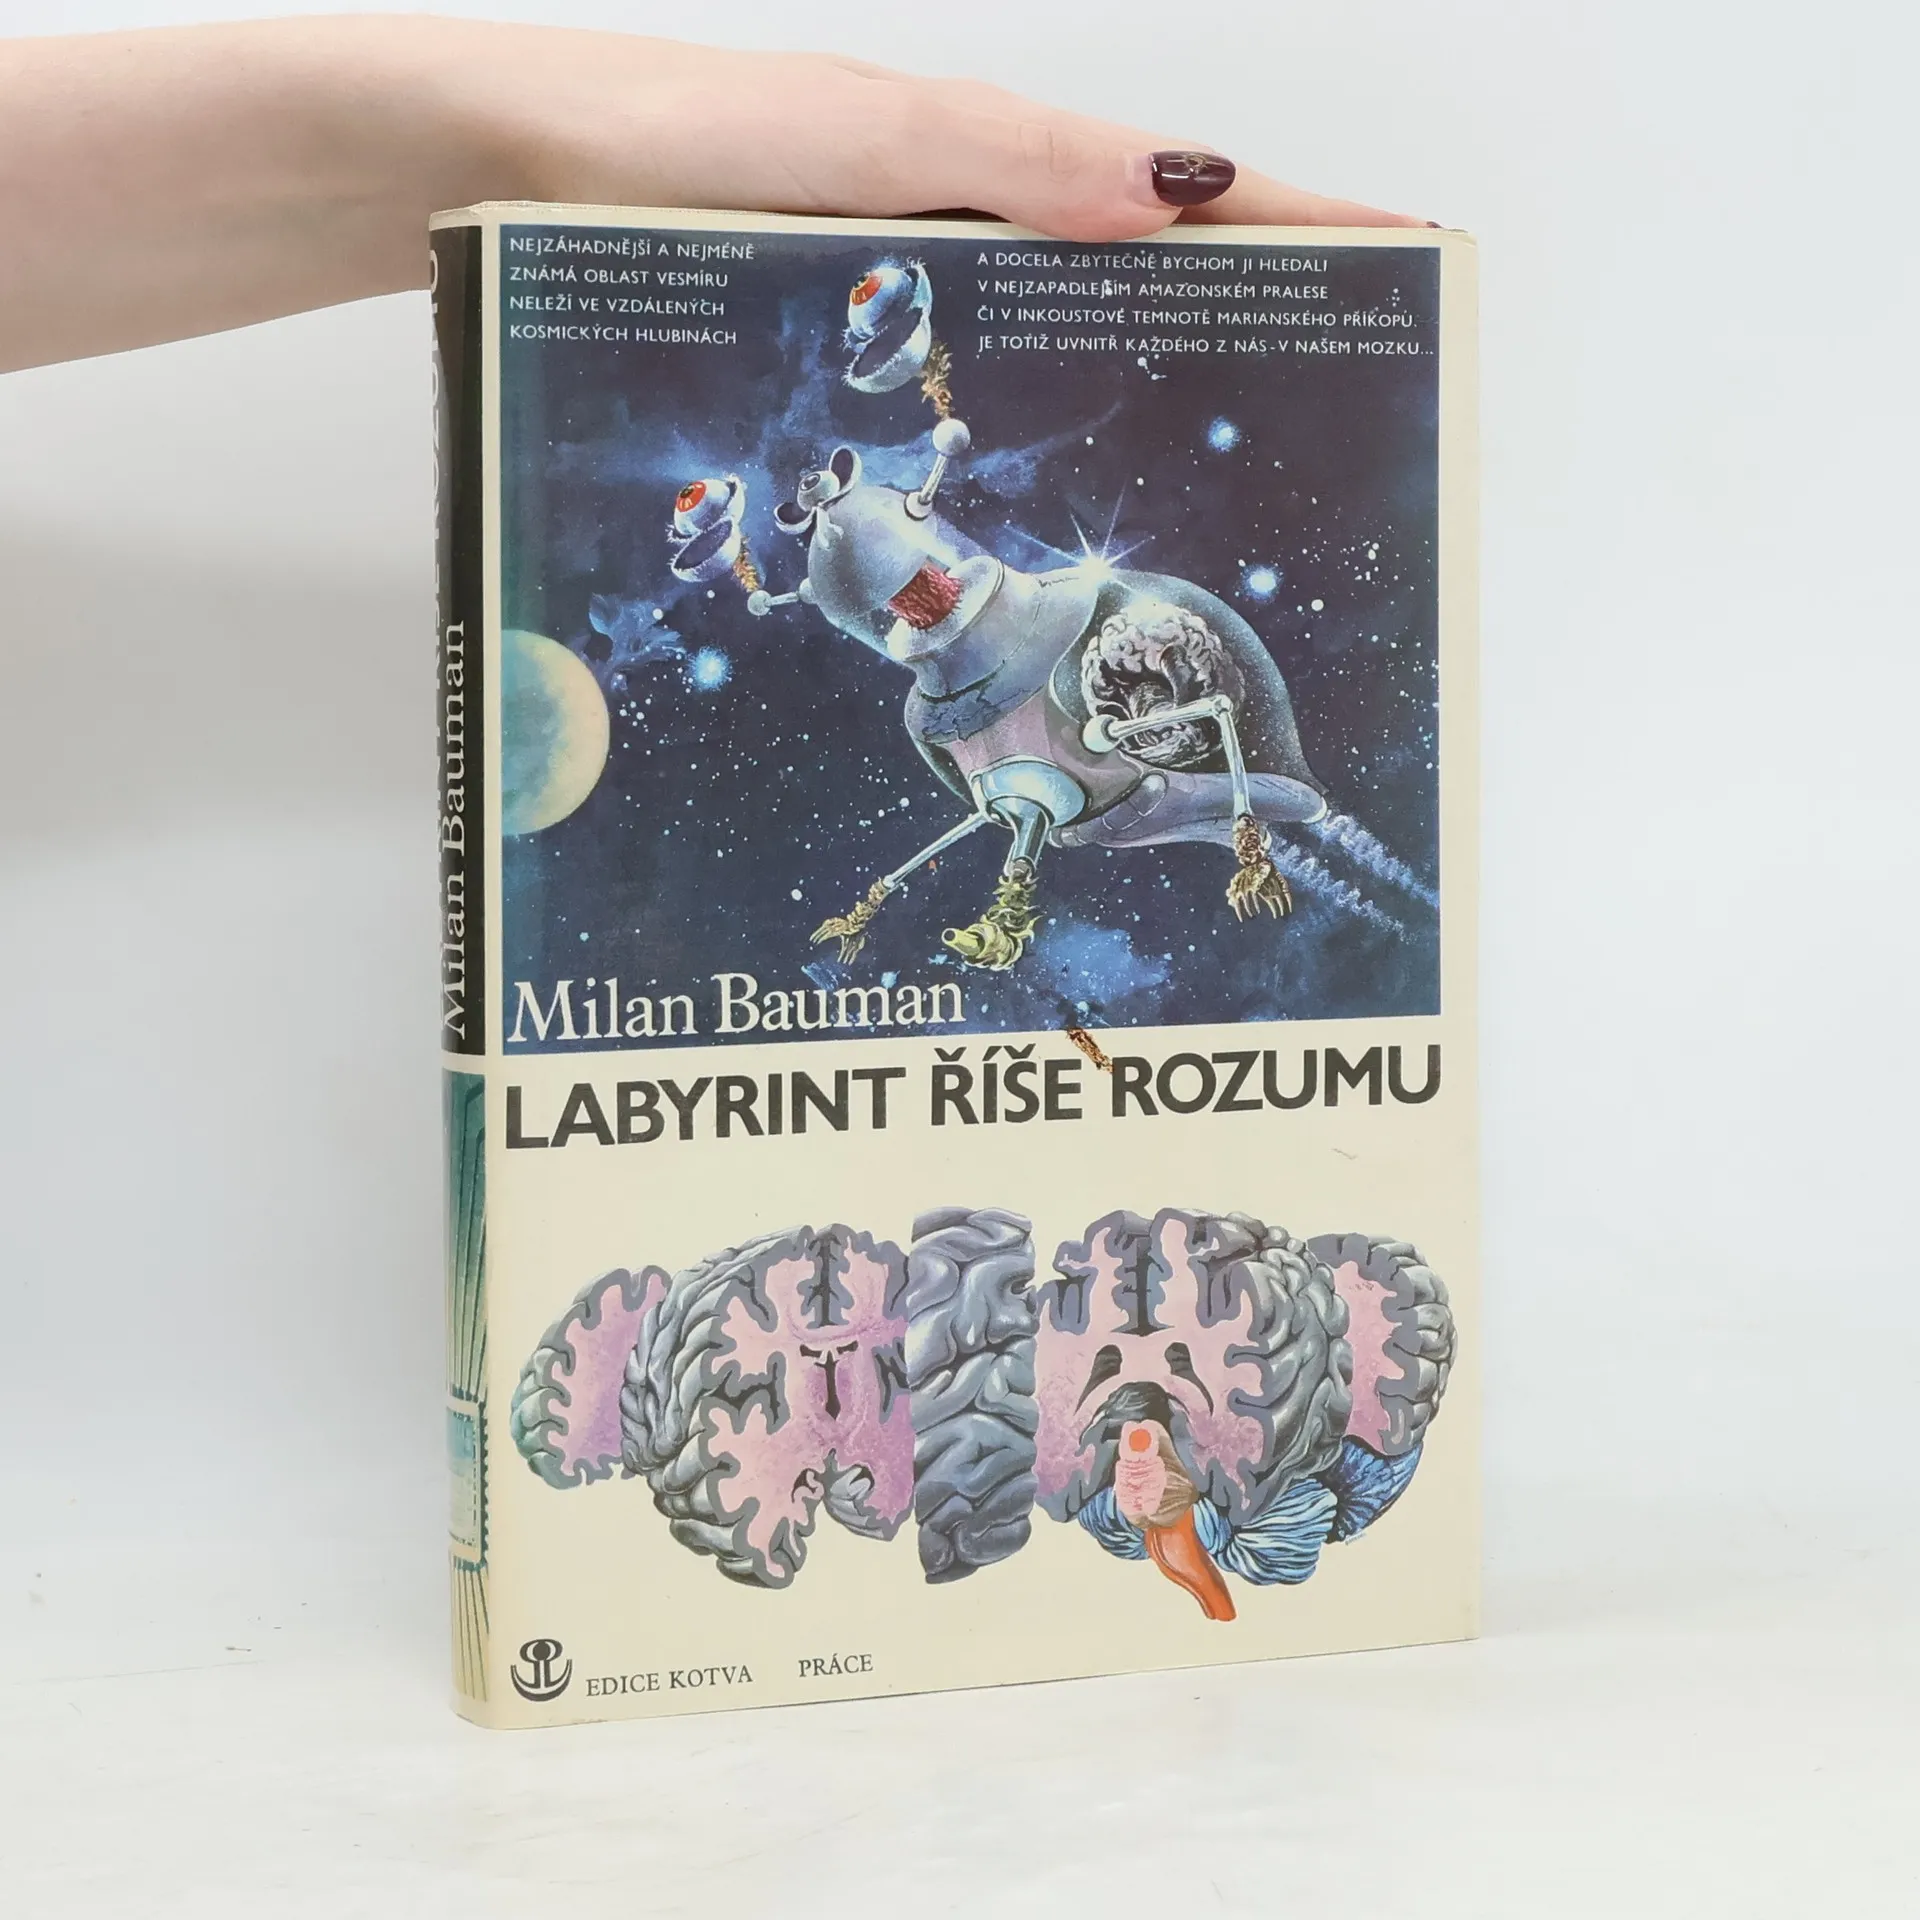 NEJZÁHADNĚJŠÍ A NEJMÉNĚ
ZNÁMÁ OBLAST VESMÍRU
NELEŽÍ VE VZDÁLENÝCH
KOSMICKÝCH HLUBINÁCH
A DOCELA ZBYTEČNĚ BYCHOM JI HLEDALI
V NEJZAPADLEJŠÍM AMAZONSKÉM PRALESE
ČI V INKOUSTOVÉ TEMNOTĚ MARIANSKÉHO PŘÍKOPU.
JE TOTIŽ UVNITŘ KAŽDÉHO Z NÁS - V NAŠEM MOZKU...
Milan Bauman
LABYRINT ŘÍŠE ROZUMU
EDICE KOTVA PRÁCE
Milan Bauman